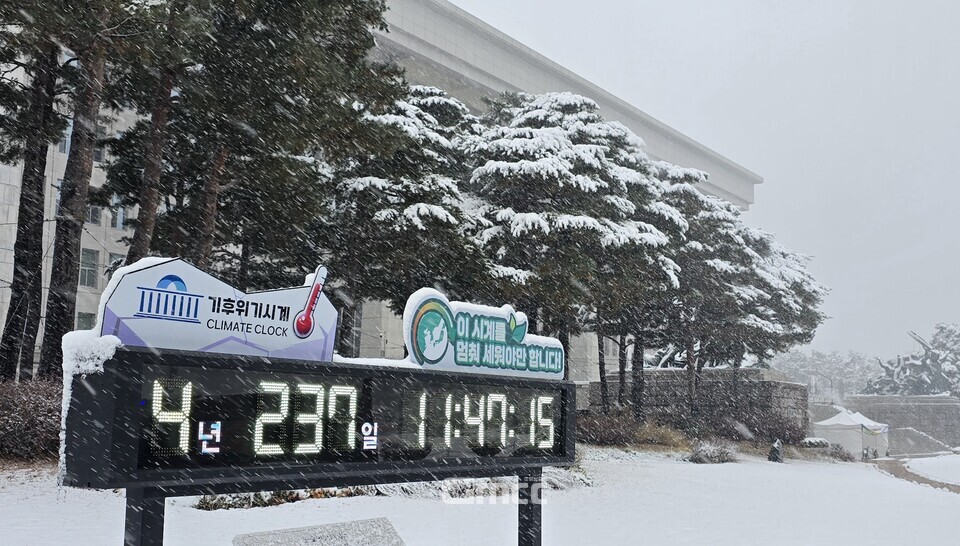 기후위기시계
CLIMATE CLOCK
이 시계를
멈춰 세워야만 합니다!
4년 237일 11:47:15